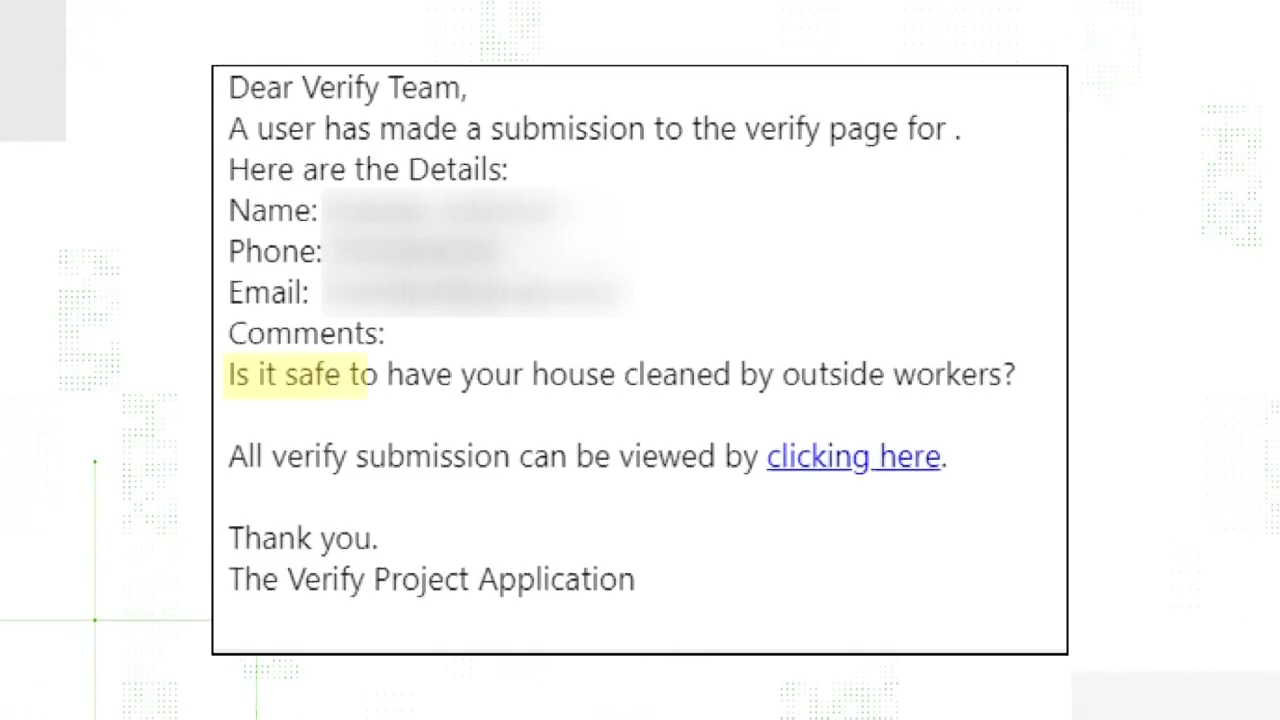 Dear Verify Team,
A user has made a submission to the verify page for .
Here are the Details:
Name:
Phone:
Email:
Comments:
Is it safe to have your house cleaned by outside workers?
All verify submission can be viewed by clicking here.
Thank you.
The Verify Project Application